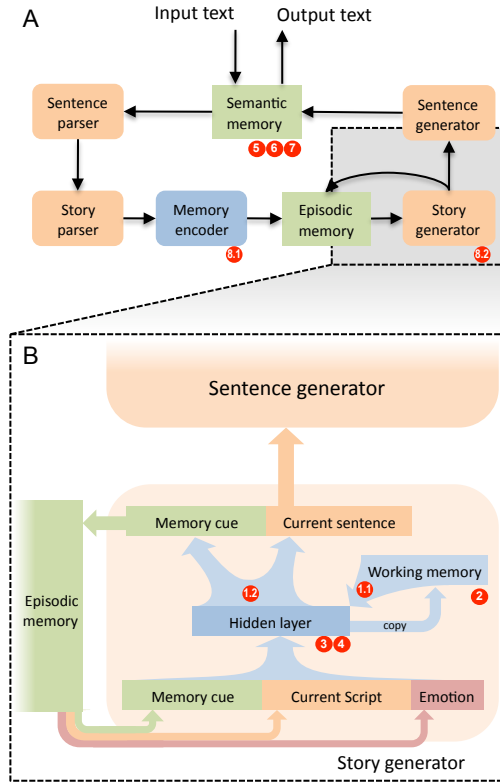 A
Input text
Output text
Sentence
parser
Semantic
memory
Sentence
generator
5 6 7
Story
parser
Memory
encoder
Episodic
memory
Story
generator
8.1
8.2
B
Sentence generator
Memory cue
Current sentence
Episodic
memory
Working memory
1.1
1.2
2
Hidden layer
copy
3 4
Memory cue
Current Script
Emotion
Story generator